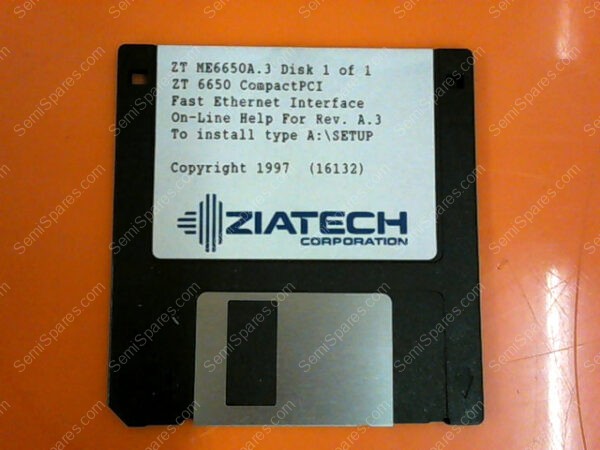 ZT ME6650A.3 Disk 1 of 1
ZT 6650 CompactPCI
Fast Ethernet Interface
On-Line Help For Rev. A.3
To install type A:\SETUP
Copyright 1997 (16132)
ZIATECH
CORPORATION
SemiSpares.com